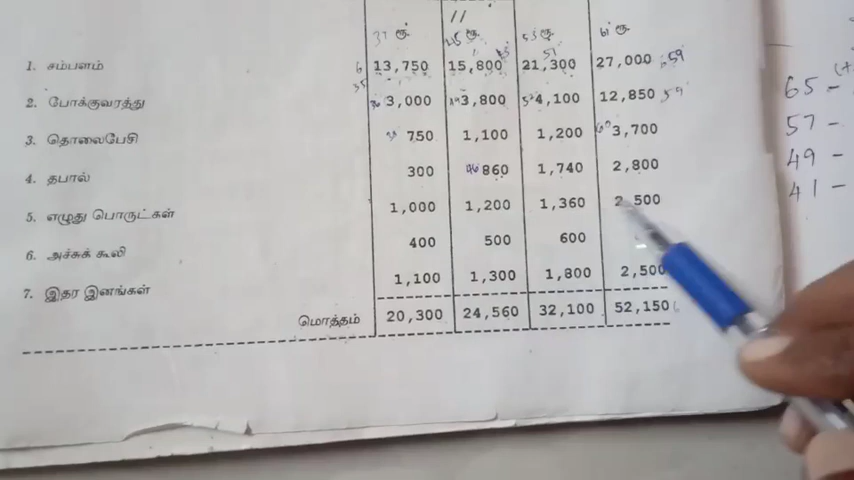 ரூ. ரூ. ரூ. ரூ.
1. சம்பளம் 13,750 15,800 21,300 27,000
2. போக்குவரத்து 3,000 3,800 4,100 12,850
3. தொலைபேசி 750 1,100 1,200 3,700
4. தபால் 300 860 1,740 2,800
5. எழுது பொருட்கள் 1,000 1,200 1,360 2,500
6. அச்சுக் கூலி 400 500 600
7. இதர இனங்கள் 1,100 1,300 1,800 2,500
மொத்தம் 20,300 24,560 32,100 52,150
65 -
57 -
49 -
41 -